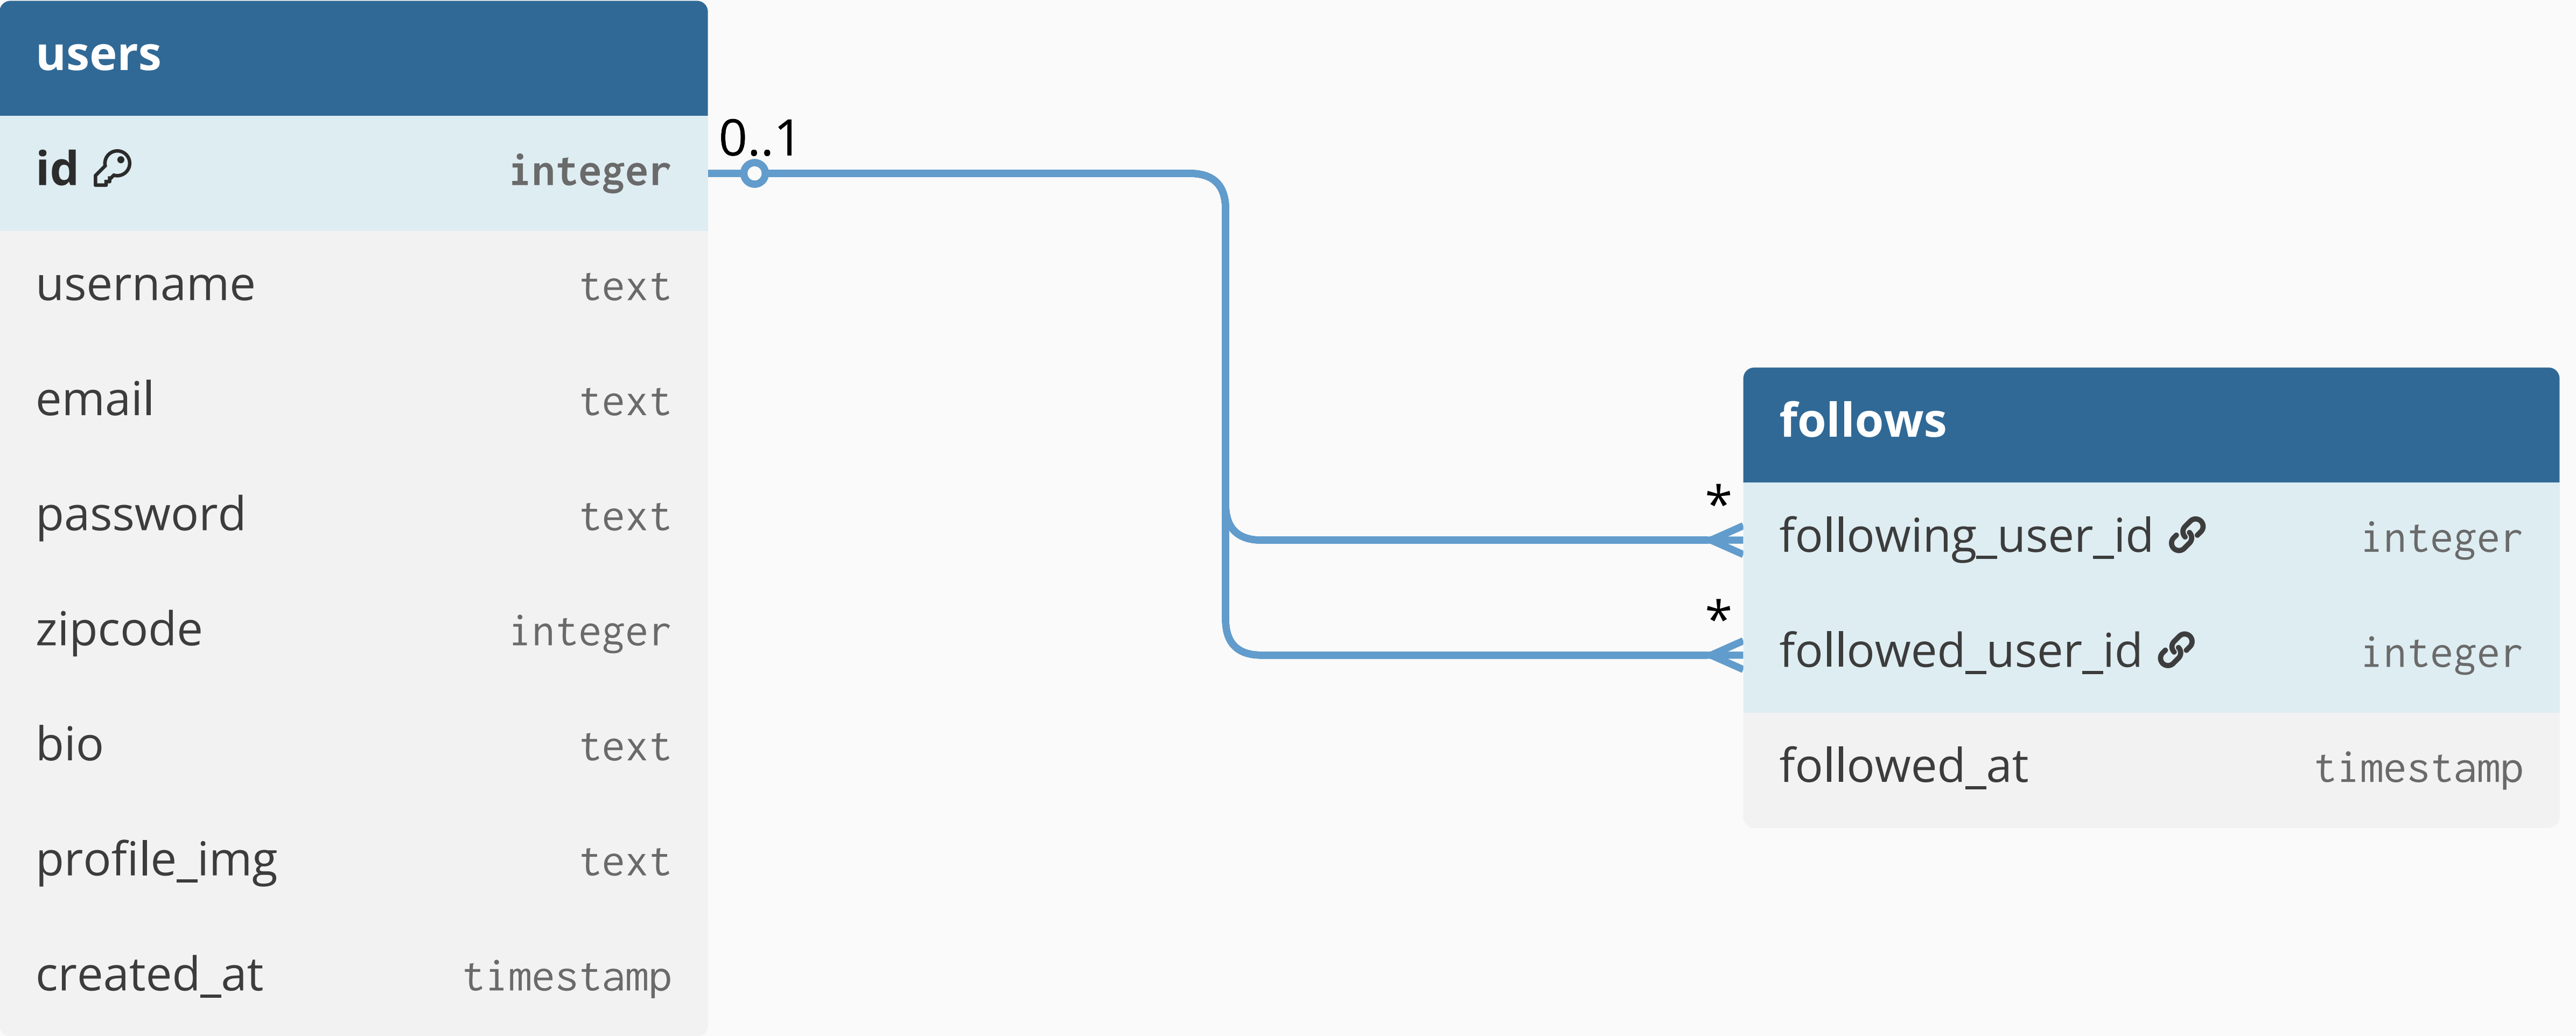 users
id integer
username text
email text
password text
zipcode integer
bio text
profile_img text
created_at timestamp
0..1
*
*
follows
following_user_id integer
followed_user_id integer
followed_at timestamp